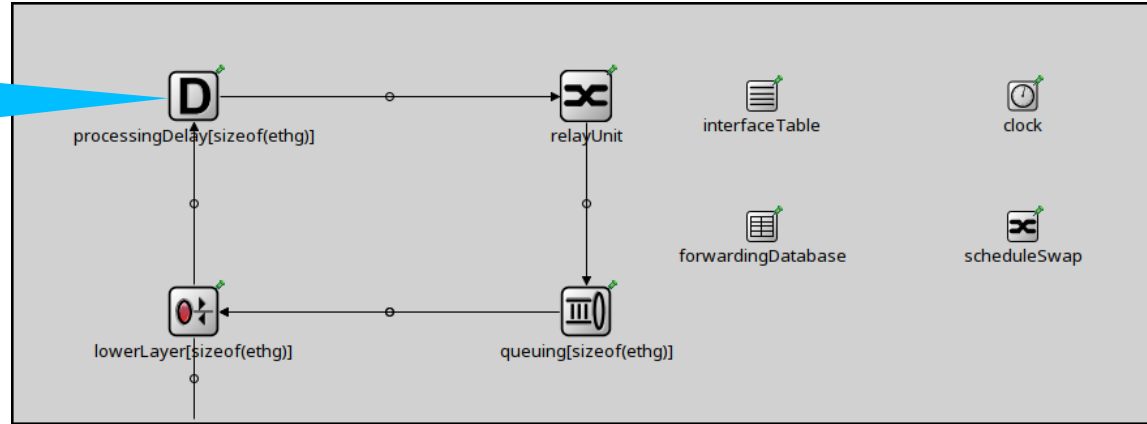 D
processingDelay[sizeof(ethg)]
relayUnit
interfaceTable
clock
forwardingDatabase
scheduleSwap
lowerLayer[sizeof(ethg)]
queuing[sizeof(ethg)]